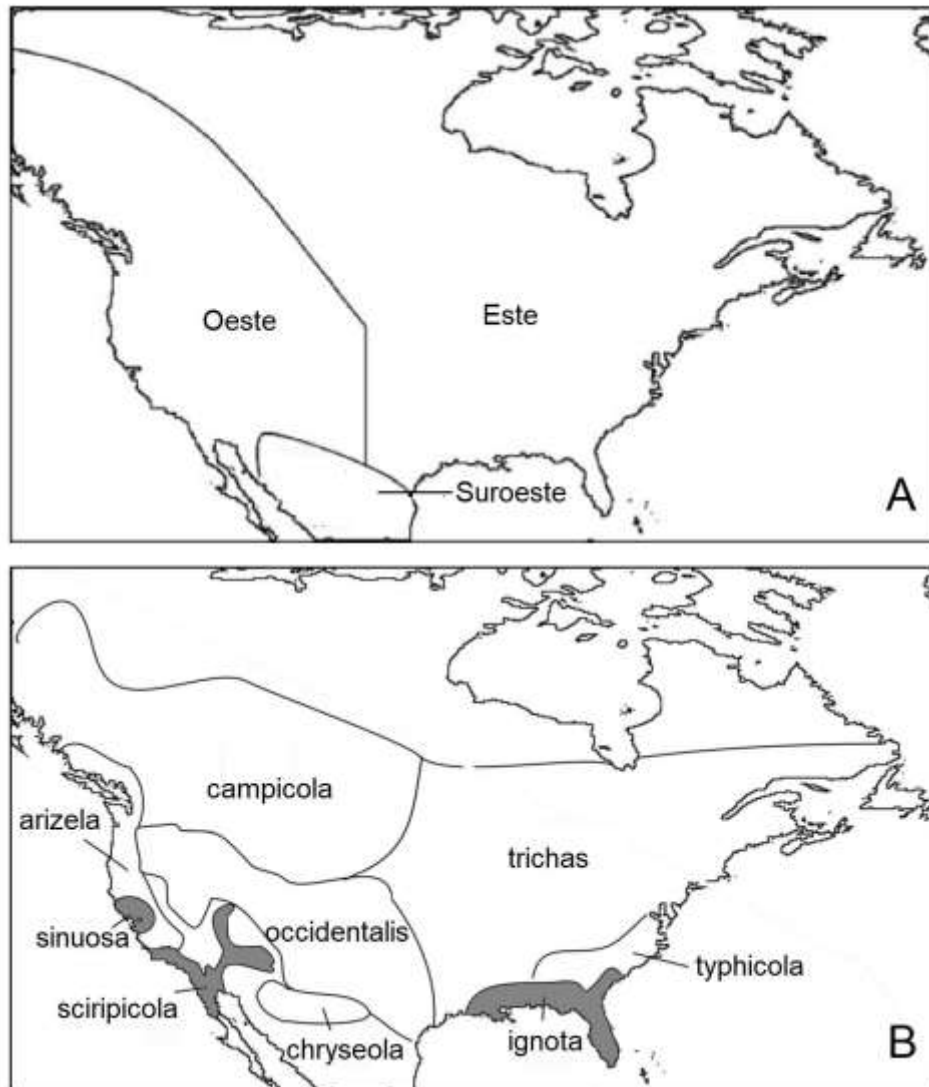 Oeste
Este
Suroeste
A
campicola
arizela
trichas
sinuosa
occidentalis
typhicola
sciripicola
chryseola
ignota
B